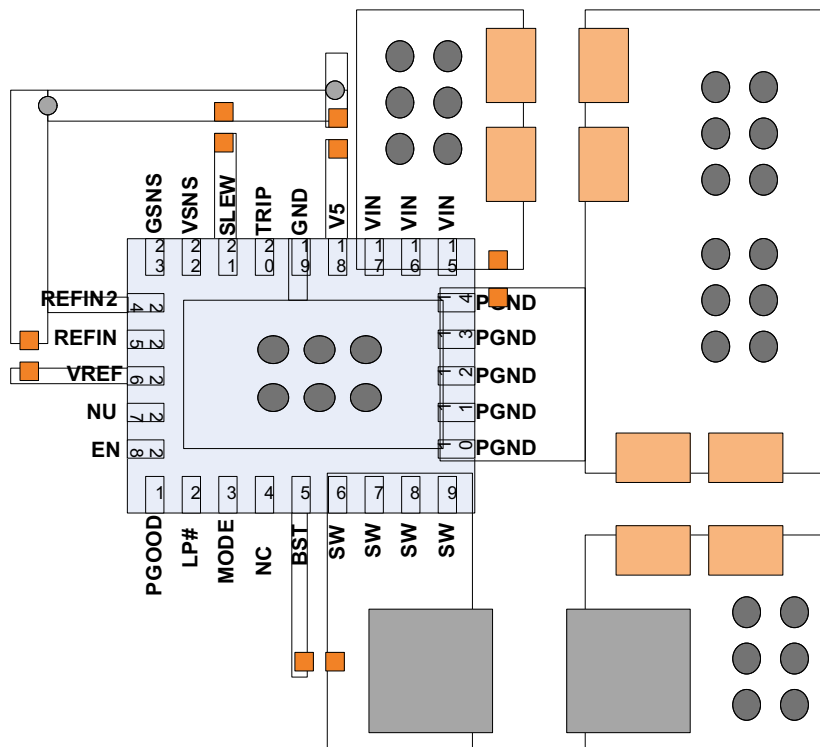 GSNS
VSNS
SLEW
TRIP
GND
V5
VIN
VIN
VIN
23
22
21
20
19
18
17
16
15
REFIN2
24
14
PGND
REFIN
25
13
PGND
VREF
26
12
PGND
NU
27
11
PGND
EN
28
10
PGND
1
2
3
4
5
6
7
8
9
PGOOD
LP#
MODE
NC
BST
SW
SW
SW
SW